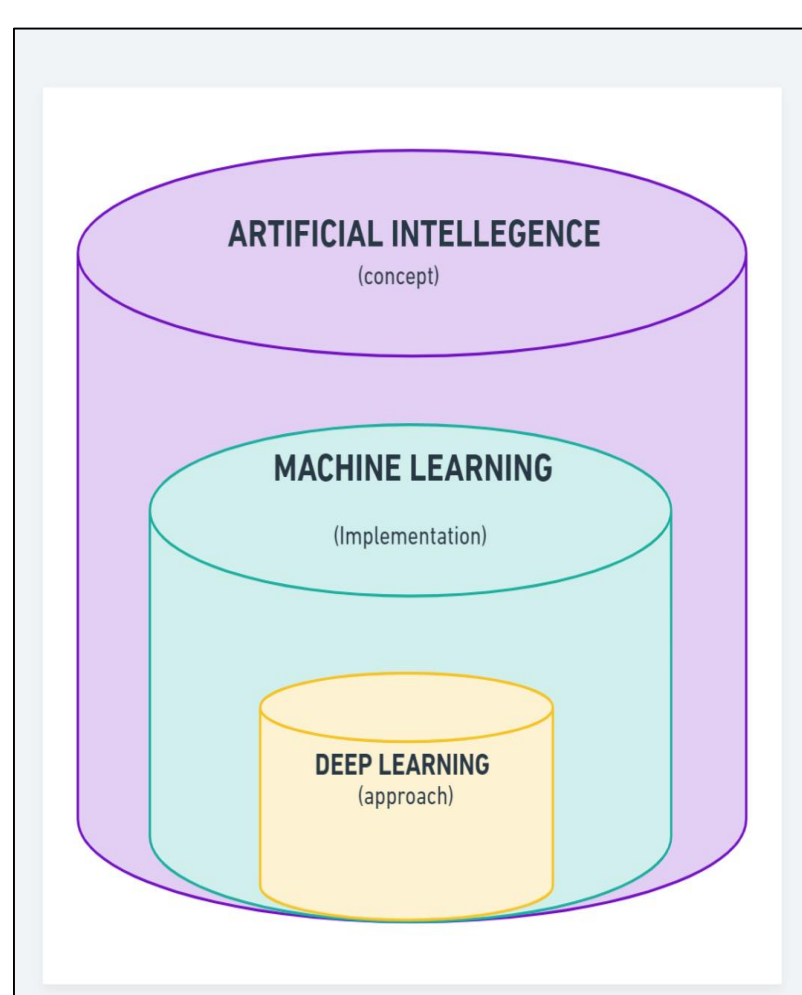 ARTIFICIAL INTELLEGENCE
(concept)
MACHINE LEARNING
(Implementation)
DEEP LEARNING
(approach)